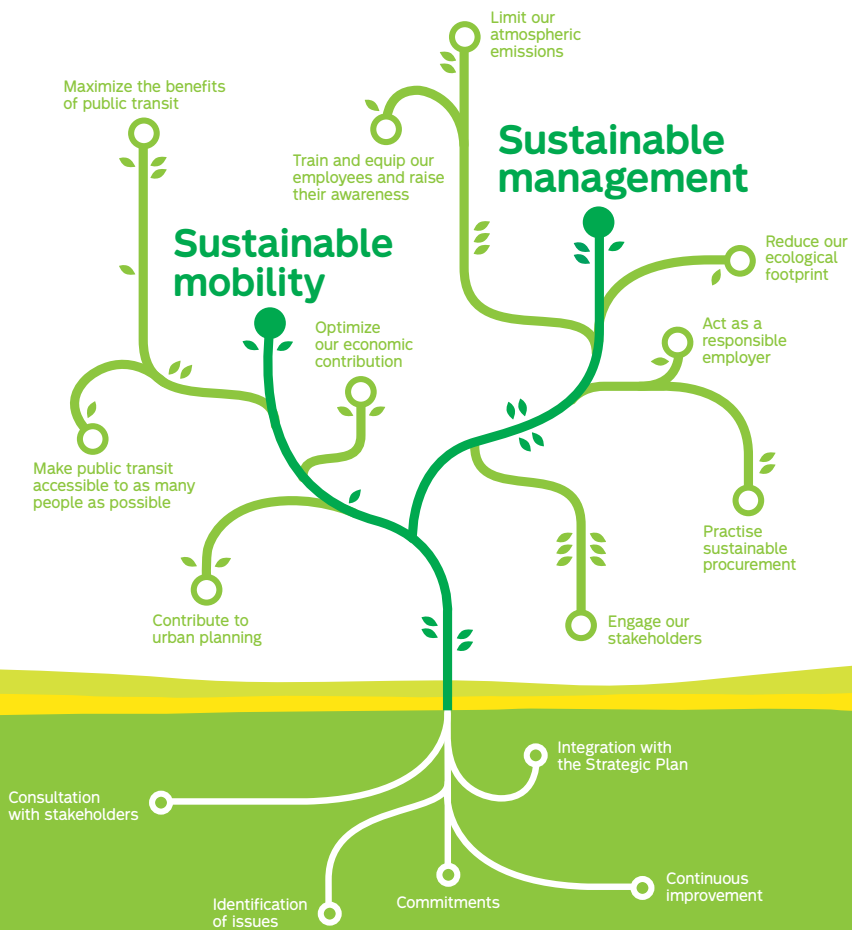 Limit our
atmospheric
emissions
Maximize the benefits
of public transit
Train and equip our
employees and raise
their awareness
Sustainable
management
Sustainable
mobility
Reduce our
ecological
footprint
Optimize
our economic
contribution
Act as a
responsible
employer
Make public transit
accessible to as many
people as possible
Practise
sustainable
procurement
Contribute to
urban planning
Engage our
stakeholders
Integration with
the Strategic Plan
Consultation
with stakeholders
Identification
of issues
Commitments
Continuous
improvement